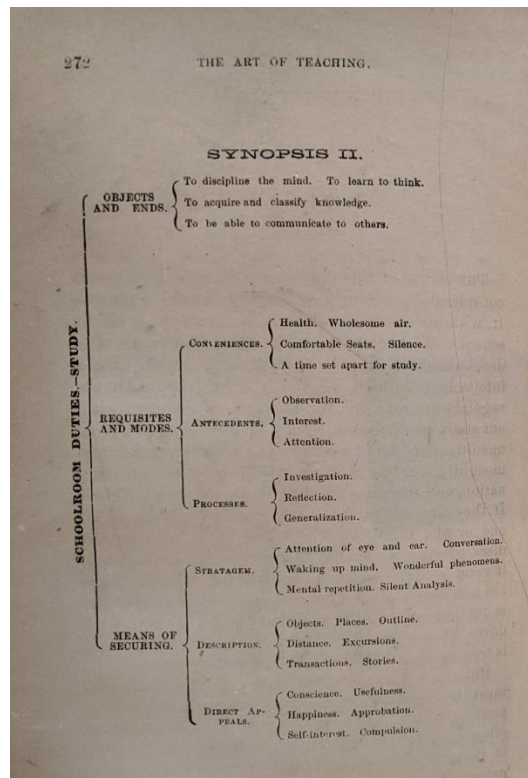 272
THE ART OF TEACHING.
SYNOPSIS II.
SCHOOLROOM DUTIES.—STUDY.
OBJECTS
AND ENDS.
To discipline the mind. To learn to think.
To acquire and classify knowledge.
To be able to communicate to others.
REQUISITES
AND MODES.
CONVENIENCES.
Health. Wholesome air.
Comfortable Seats. Silence.
A time set apart for study.
ANTECEDENTS.
Observation.
Interest.
Attention.
PROCESSES.
Investigation.
Reflection.
Generalization.
MEANS OF
SECURING.
STRATAGEM.
Attention of eye and ear. Conversation.
Waking up mind. Wonderful phenomena.
Mental repetition. Silent Analysis.
DESCRIPTION.
Objects. Places. Outline.
Distance. Excursions.
Transactions. Stories.
DIRECT AP-
PEALS.
Conscience. Usefulness.
Happiness. Approbation.
Self-interest. Compulsion.